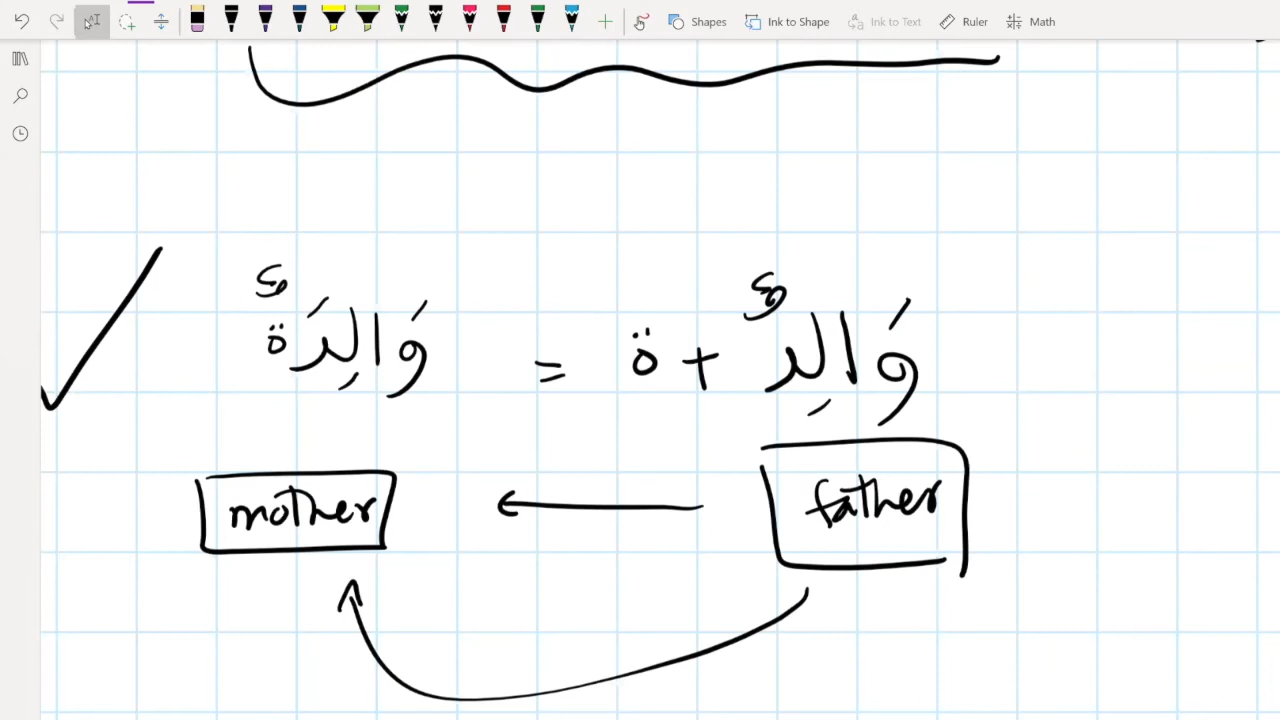 Shapes Ink to Shape Ink to Text Ruler Math
وَالِدٌ + ة = وَالِدَةٌ
mother father